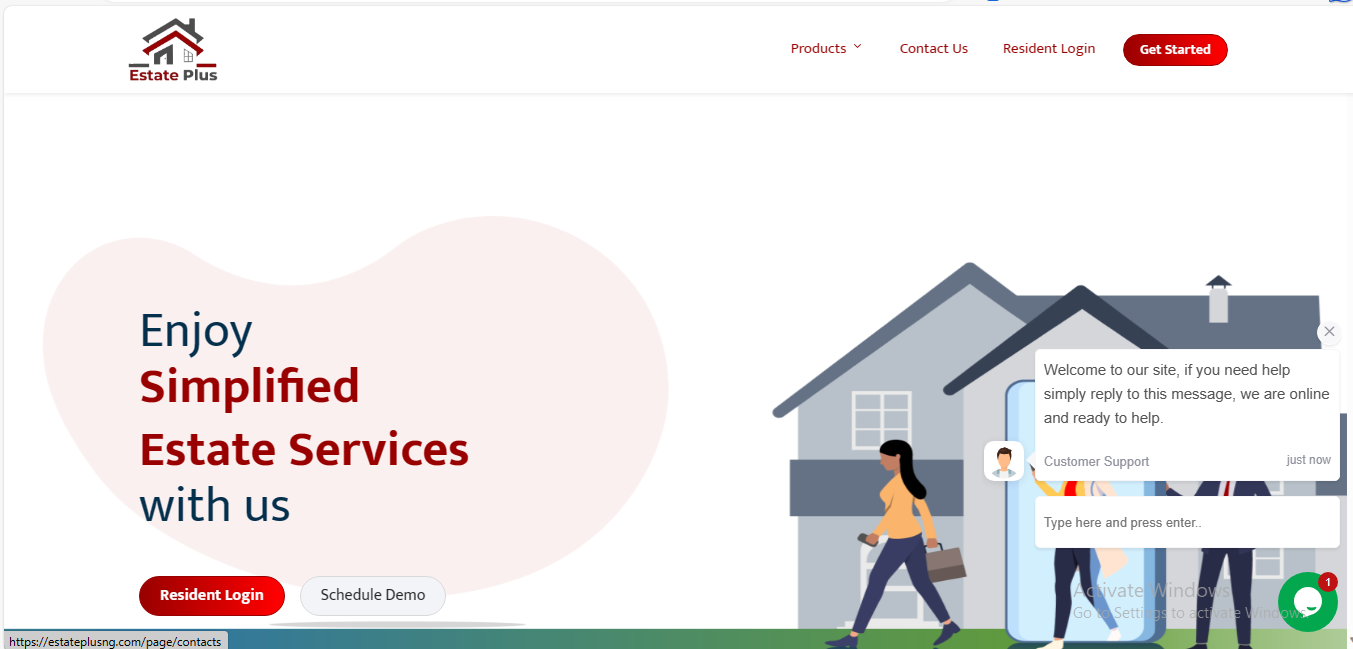 Estate Plus
Products
Contact Us
Resident Login
Get Started
Enjoy
Simplified
Estate Services
with us
Resident Login
Schedule Demo
Welcome to our site, if you need help
simply reply to this message, we are online
and ready to help.
Customer Support
just now
Type here and press enter..
1
Activate Windows
Go to Settings to activate Windows.
https://estateplusng.com/page/contacts